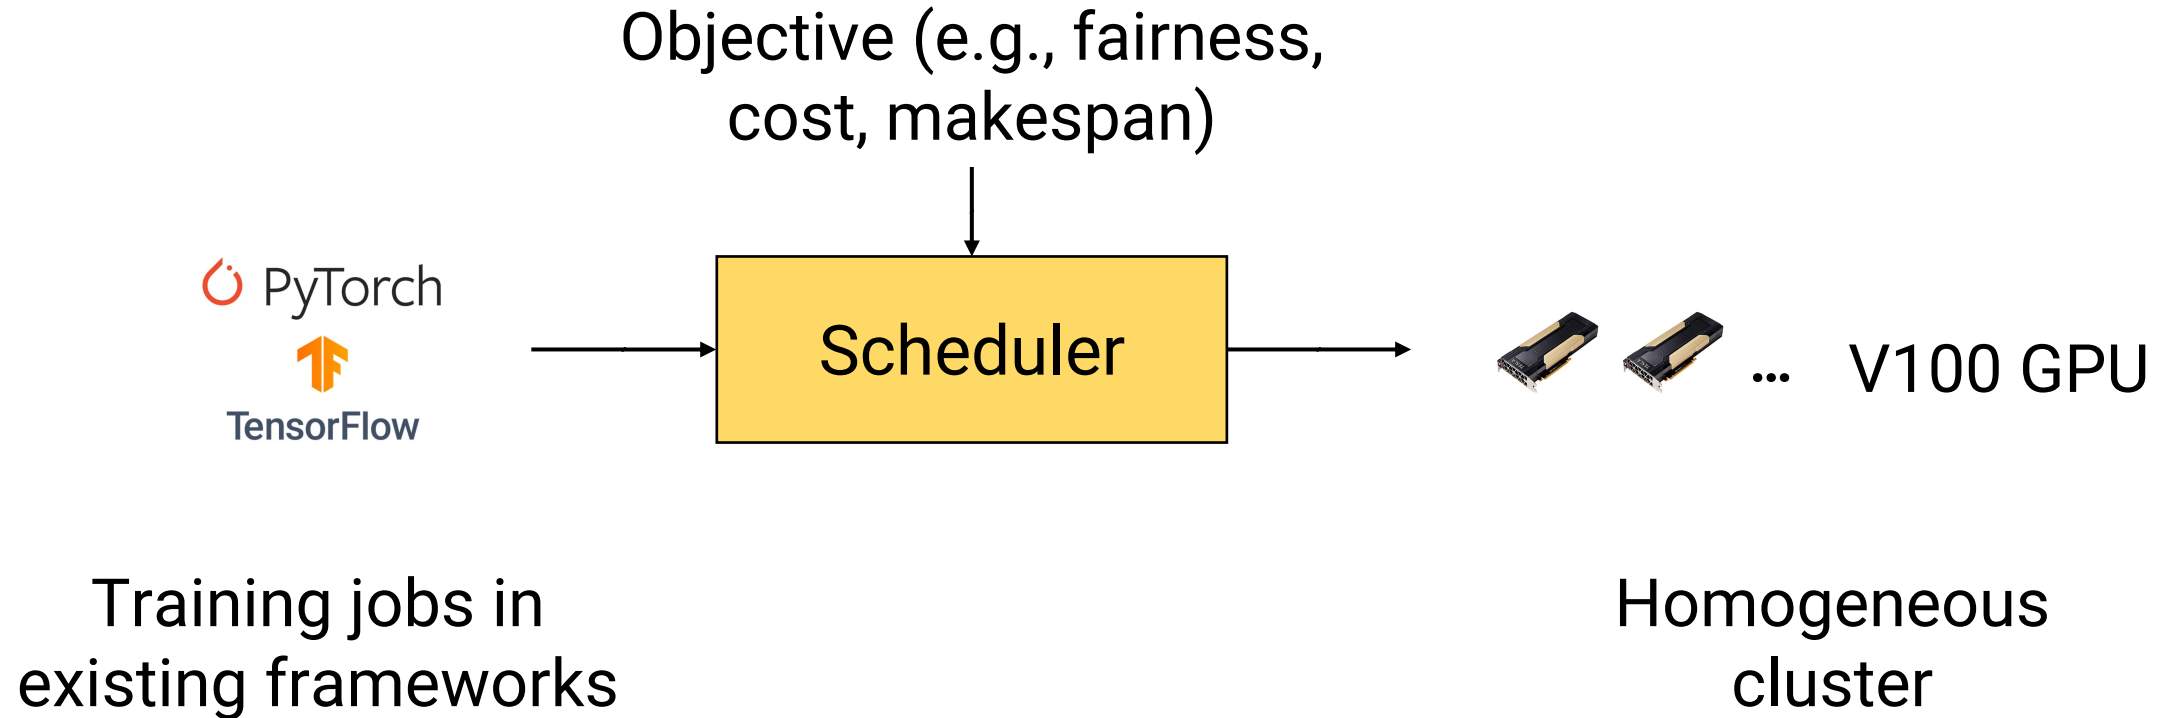 Objective (e.g., fairness,
cost, makespan)
PyTorch
TensorFlow
Scheduler
... V100 GPU
Training jobs in
existing frameworks
Homogeneous
cluster